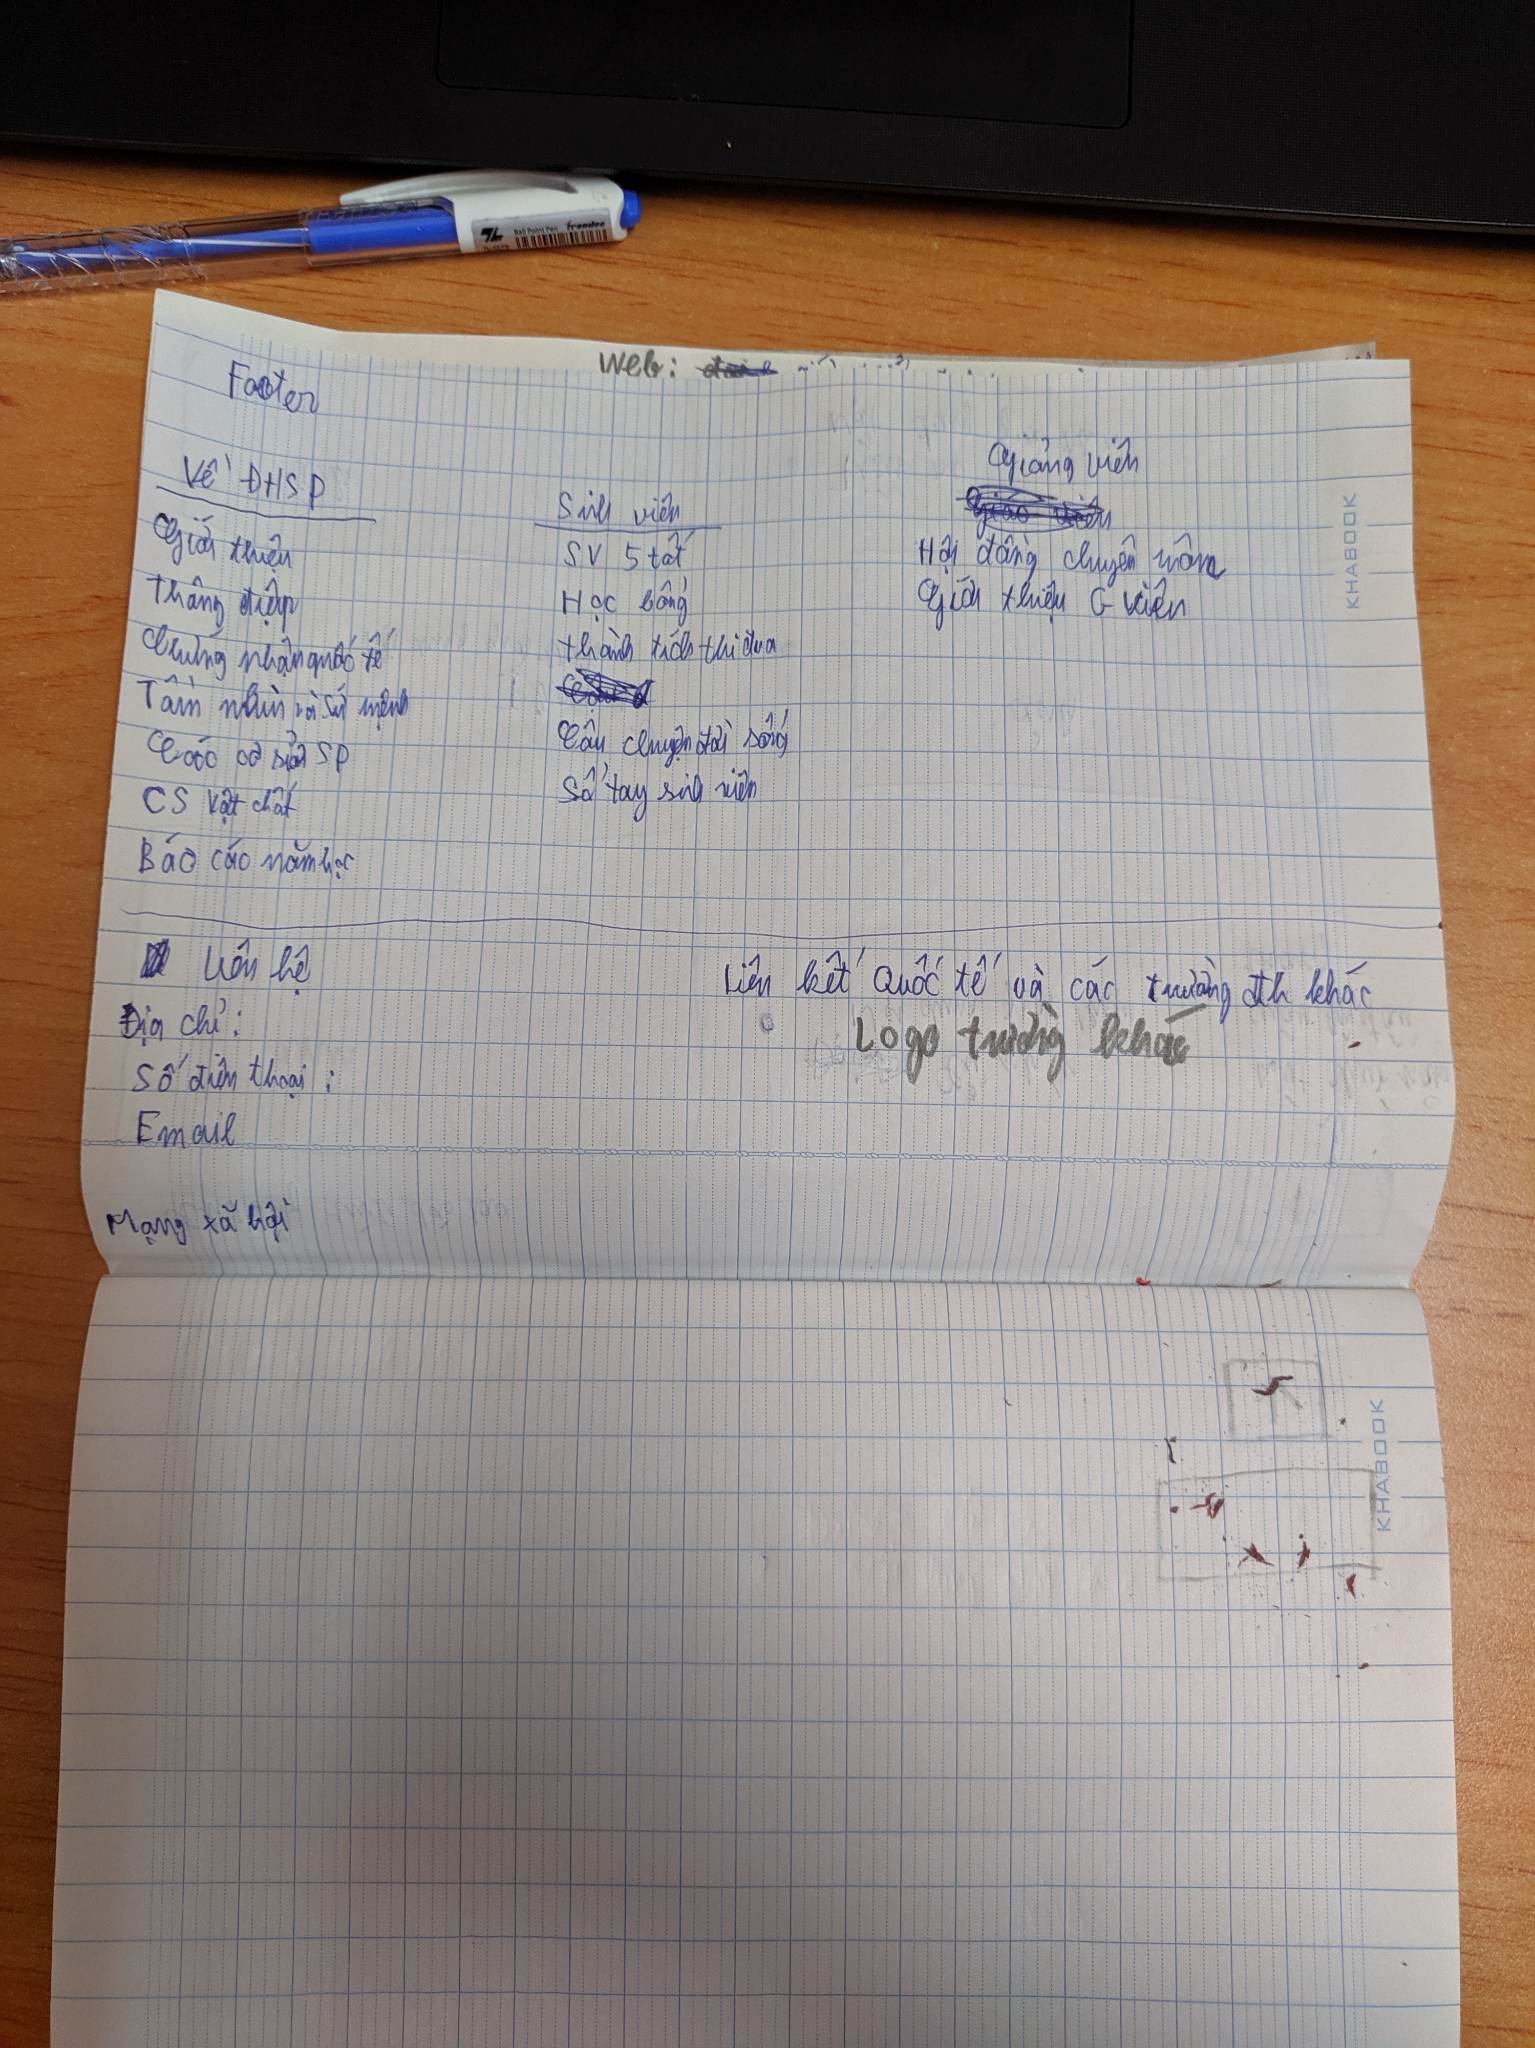 Ball Point Pen Trendee
Web:
Footer
Về ĐHSP
Giới thiệu
Thông điệp
Chứng nhận quốc tế
Tầm nhìn và sứ mệnh
Các cơ sở SP
CS Vật chất
Báo cáo năm học
Sinh viên
SV 5 tốt
Học bổng
Thành tích thi đua
Câu chuyện đời sống
Sổ tay sinh viên
Giảng viên
Giáo viên
Hội đồng chuyên môn
Giới thiệu G viên
KHABOOK
Liên hệ
Địa chỉ:
Số điện thoại:
Email
Mạng xã hội
Liên kết Quốc tế và các trường đh khác
Logo trường khác
KHABOOK